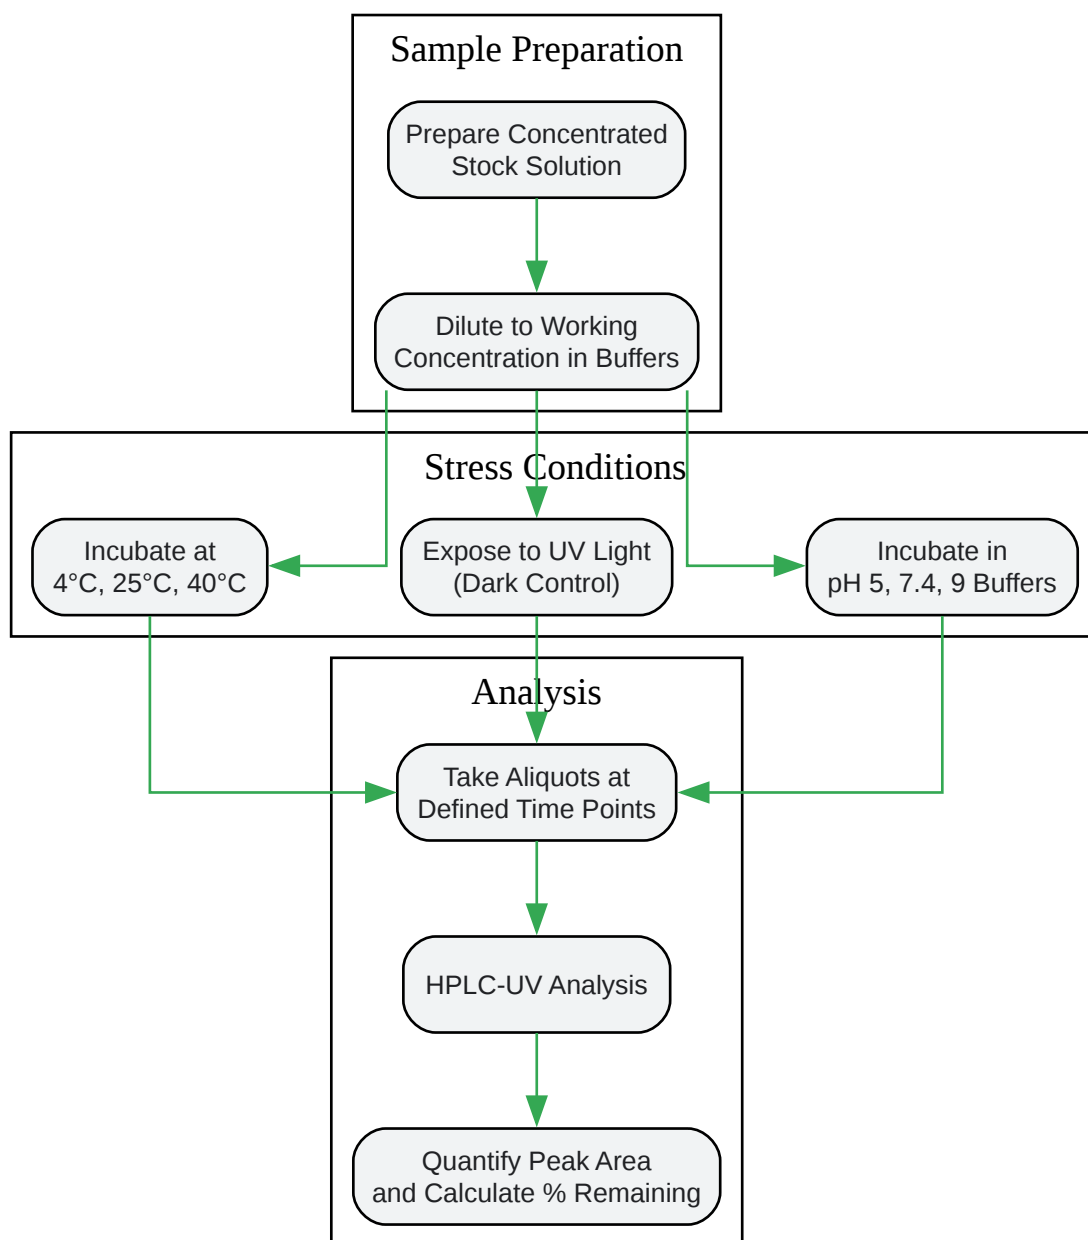 Sample Preparation
Prepare Concentrated
Stock Solution
Dilute to Working
Concentration in Buffers
Stress Conditions
Incubate at
4°C, 25°C, 40°C
Expose to UV Light
(Dark Control)
Incubate in
pH 5, 7.4, 9 Buffers
Analysis
Take Aliquots at
Defined Time Points
HPLC-UV Analysis
Quantify Peak Area
and Calculate % Remaining